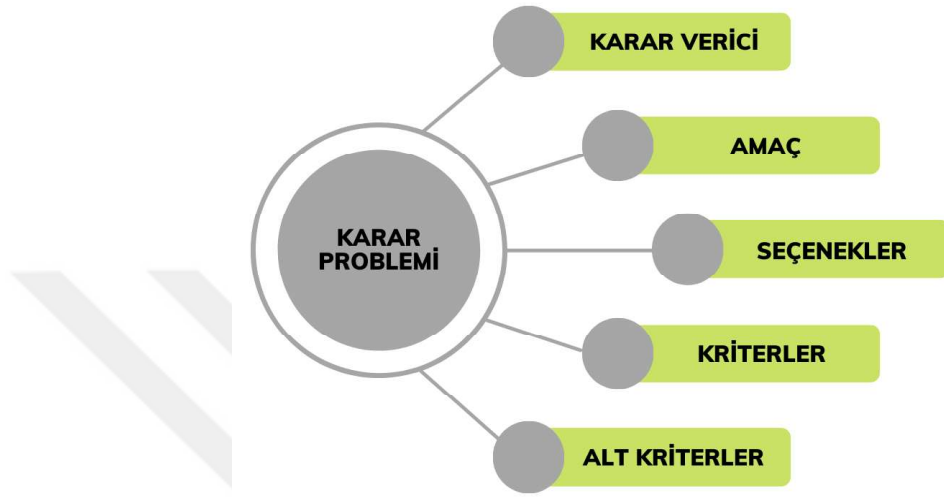 KARAR VERİCİ
AMAÇ
KARAR
PROBLEMİ
SEÇENEKLER
KRİTERLER
ALT KRİTERLER